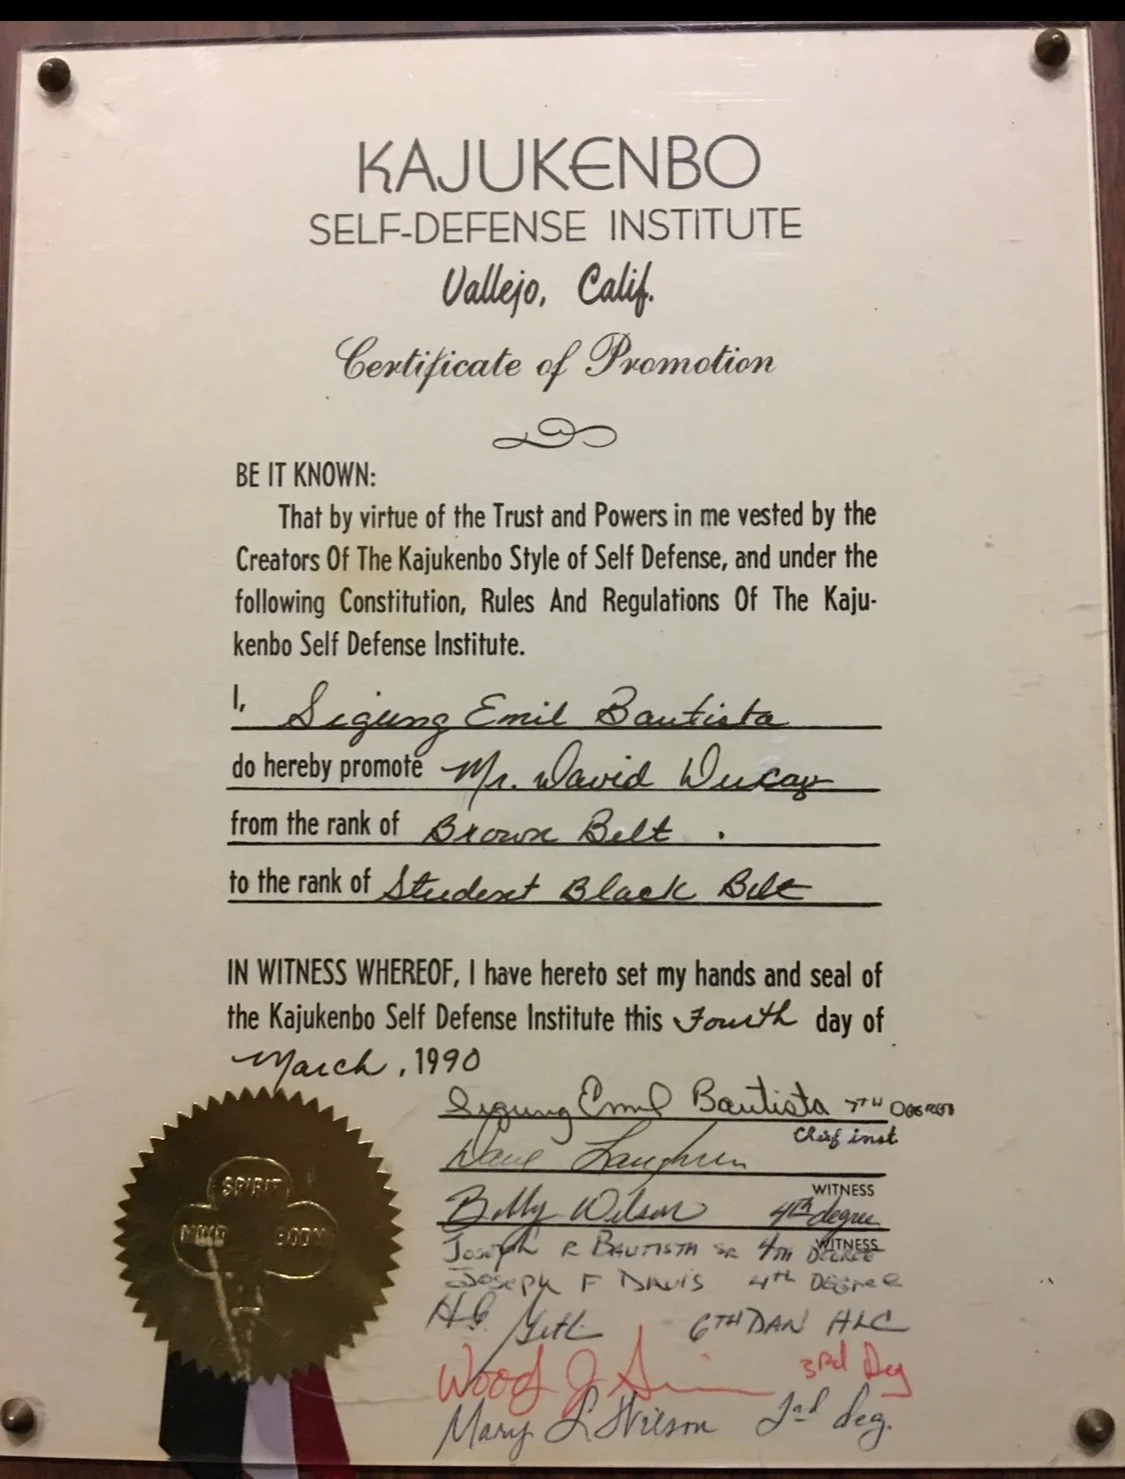 KAJUKENBO
SELF-DEFENSE INSTITUTE
Vallejo, Calif.
Certificate of Promotion
BE IT KNOWN:
That by virtue of the Trust and Powers in me vested by the
Creators Of The Kajukenbo Style of Self Defense, and under the
following Constitution, Rules And Regulations Of The Kaju-
kenbo Self Defense Institute.
I, Sigung Emil Bautista
do hereby promote Mr. David
from the rank of Brown Belt .
to the rank of Student Black Belt
IN WITNESS WHEREOF, I have hereto set my hands and seal of
the Kajukenbo Self Defense Institute this Fourth day of
March, 1990
Sigung Emil Bautista 7TH DEGREE
Chief inst
Dave
WITNESS
Billy Wilson 4th degree
WITNESS
Joseph R BAUTISTA SR 4TH DEGREE
JOSEPH F DAVIS 4th DEGREE
6TH DAN
Wood J 3Rd Deg
Mary L. Wilson 2nd deg.
SPIRIT
MIND BODY